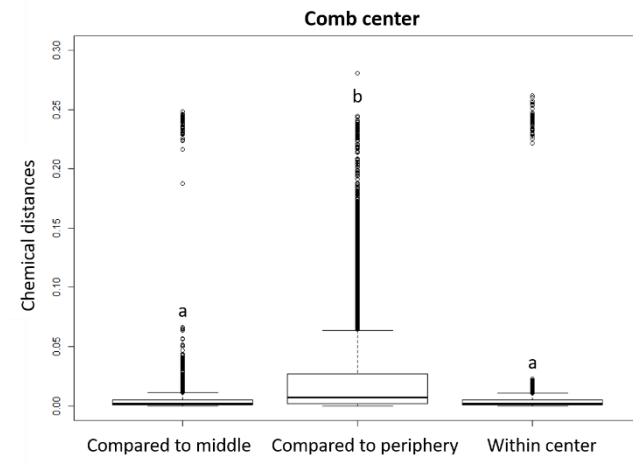 Comb center
Chemical distances
0.30
0.25
0.20
0.15
0.10
0.05
0.00
a
b
a
Compared to middle Compared to periphery Within center